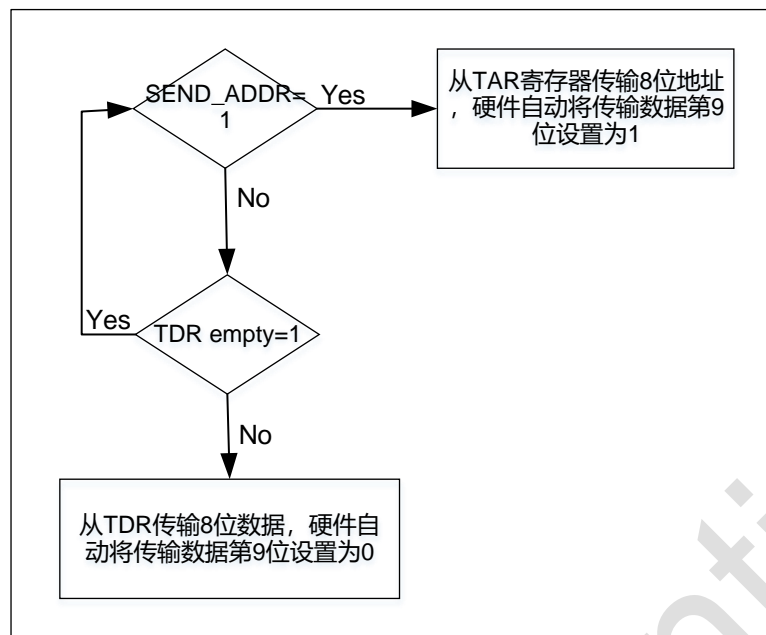 SEND_ADDR=
1
Yes
从TAR寄存器传输8位地址
，硬件自动将传输数据第9
位设置为1
No
Yes
TDR empty=1
No
从TDR传输8位数据，硬件自
动将传输数据第9位设置为0